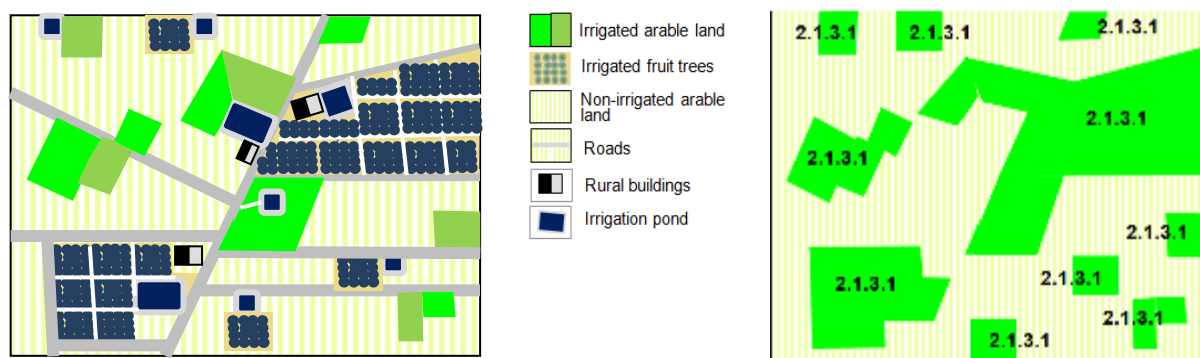 Irrigated arable land
Irrigated fruit trees
Non-irrigated arable
land
Roads
Rural buildings
Irrigation pond
2.1.3.1
2.1.3.1
2.1.3.1
2.1.3.1
2.1.3.1
2.1.3.1
2.1.3.1
2.1.3.1
2.1.3.1
2.1.3.1